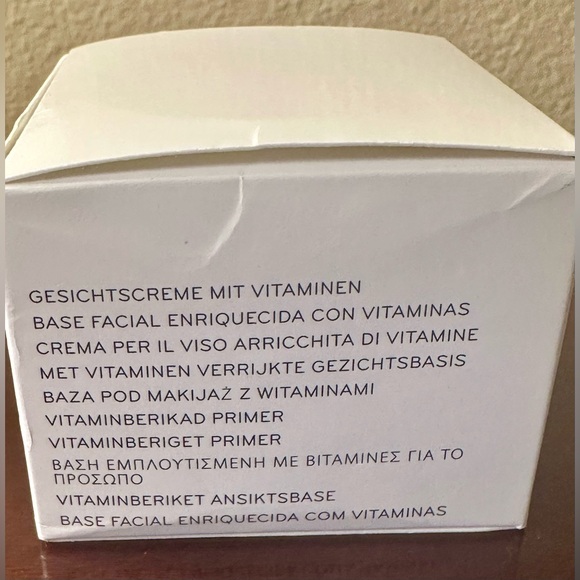 GESICHTSCREME MIT VITAMINEN
BASE FACIAL ENRIQUECIDA CON VITAMINAS
CREMA PER IL VISO ARRICCHITA DI VITAMINE
MET VITAMINEN VERRIJKTE GEZICHTSBASIS
BAZA POD MAKIJAŻ Z WITAMINAMI
VITAMINBERIKAD PRIMER
VITAMINBERIGET PRIMER
ΒΑΣΗ ΕΜΠΛΟΥΤΙΣΜΕΝΗ ΜΕ ΒΙΤΑΜΙΝΕΣ ΓΙΑ ΤΟ
ΠΡΟΣΩΠΟ
VITAMINBERIKET ANSIKTSBASE
BASE FACIAL ENRIQUECIDA COM VITAMINAS